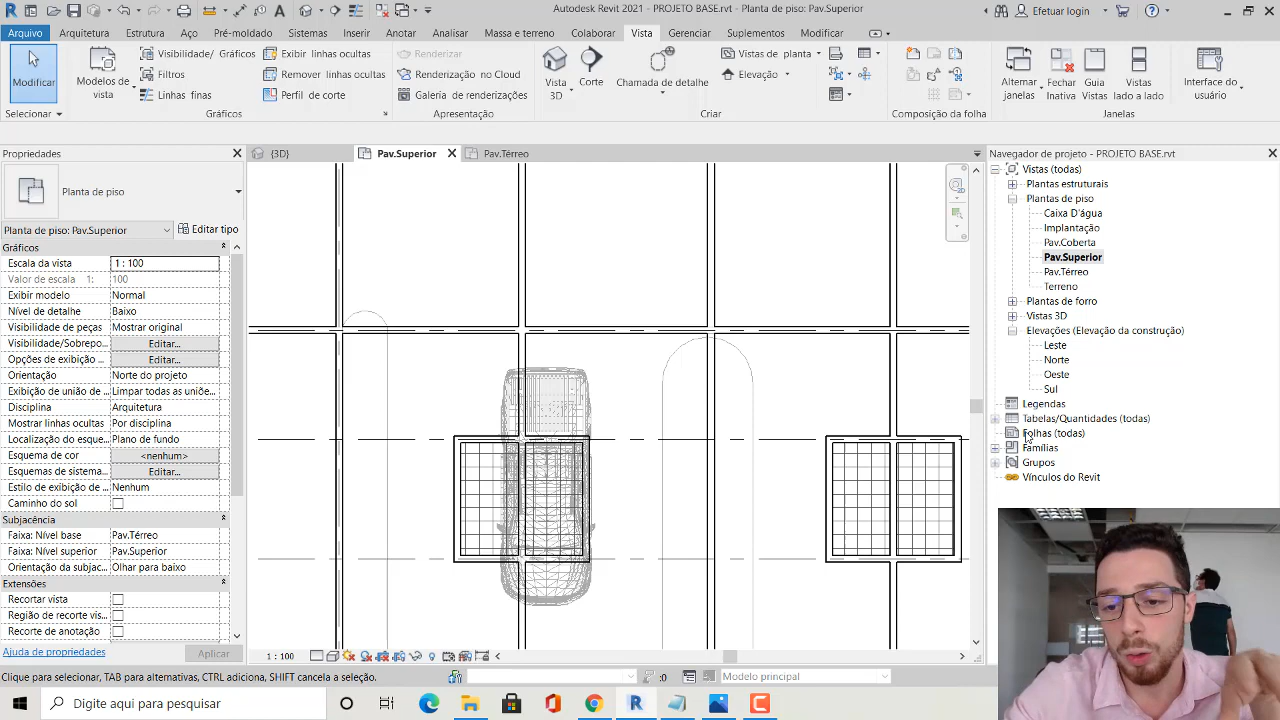 Autodesk Revit 2021 - PROJETO BASE.rvt - Planta de piso: Pav.Superior
Efetuar login
Arquivo Arquitetura Estrutura Aço Pré-moldado Sistemas Inserir Anotar Analisar Massa e terreno Colaborar Vista Gerenciar Suplementos Modificar
Modificar
Modelos de vista
Visibilidade/ Gráficos
Filtros
Linhas finas
Exibir linhas ocultas
Remover linhas ocultas
Perfil de corte
Renderizar
Renderização no Cloud
Galeria de renderizações
Vista 3D
Corte
Chamada de detalhe
Vistas de planta
Elevação
Alternar janelas
Fechar Inativa
Guia Vistas
Vistas lado a lado
Interface do usuário
Selecionar Gráficos Apresentação Criar Composição da folha Janelas
Propriedades
{3D} Pav.Superior Pav.Térreo
Navegador de projeto - PROJETO BASE.rvt
Planta de piso
Planta de piso: Pav.Superior Editar tipo
Gráficos
Escala da vista 1 : 100
Valor de escala 1: 100
Exibir modelo Normal
Nível de detalhe Baixo
Visibilidade de peças Mostrar original
Visibilidade/Sobrepo... Editar...
Opções de exibição ... Editar...
Orientação Norte do projeto
Exibição de união de ... Limpar todas as uniõe...
Disciplina Arquitetura
Mostrar linhas ocultas Por disciplina
Localização do esque... Plano de fundo
Esquema de cor <nenhum>
Esquemas de sistema... Editar...
Estilo de exibição de ... Nenhum
Caminho do sol
Subjacência
Faixa: Nível base Pav.Térreo
Faixa: Nível superior Pav.Superior
Orientação da subjac... Olhar para baixo
Extensões
Recortar vista
Região de recorte vis...
Recorte de anotação
Ajuda de propriedades Aplicar
Vistas (todas)
Plantas estruturais
Plantas de piso
Caixa D'água
Implantação
Pav.Coberta
Pav.Superior
Pav.Térreo
Terreno
Plantas de forro
Vistas 3D
Elevações (Elevação da construção)
Leste
Norte
Oeste
Sul
Legendas
Tabelas/Quantidades (todas)
Folhas (todas)
Famílias
Grupos
Vínculos do Revit
1 : 100
Clique para selecionar, TAB para alternativas, CTRL adiciona, SHIFT cancela a seleção.
:0
Modelo principal
Digite aqui para pesquisar